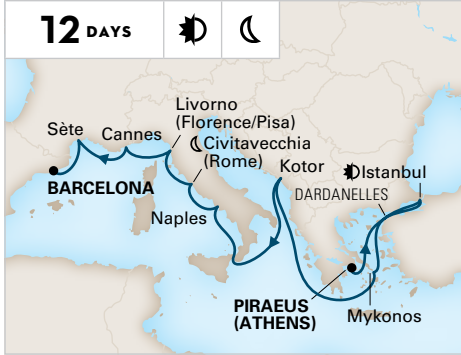 12 DAYS
Livorno
(Florence/Pisa)
Sète
Cannes
Civitavecchia
(Rome)
Kotor
Istanbul
BARCELONA
DARDANELLES
Naples
PIRAEUS
(ATHENS)
Mykonos